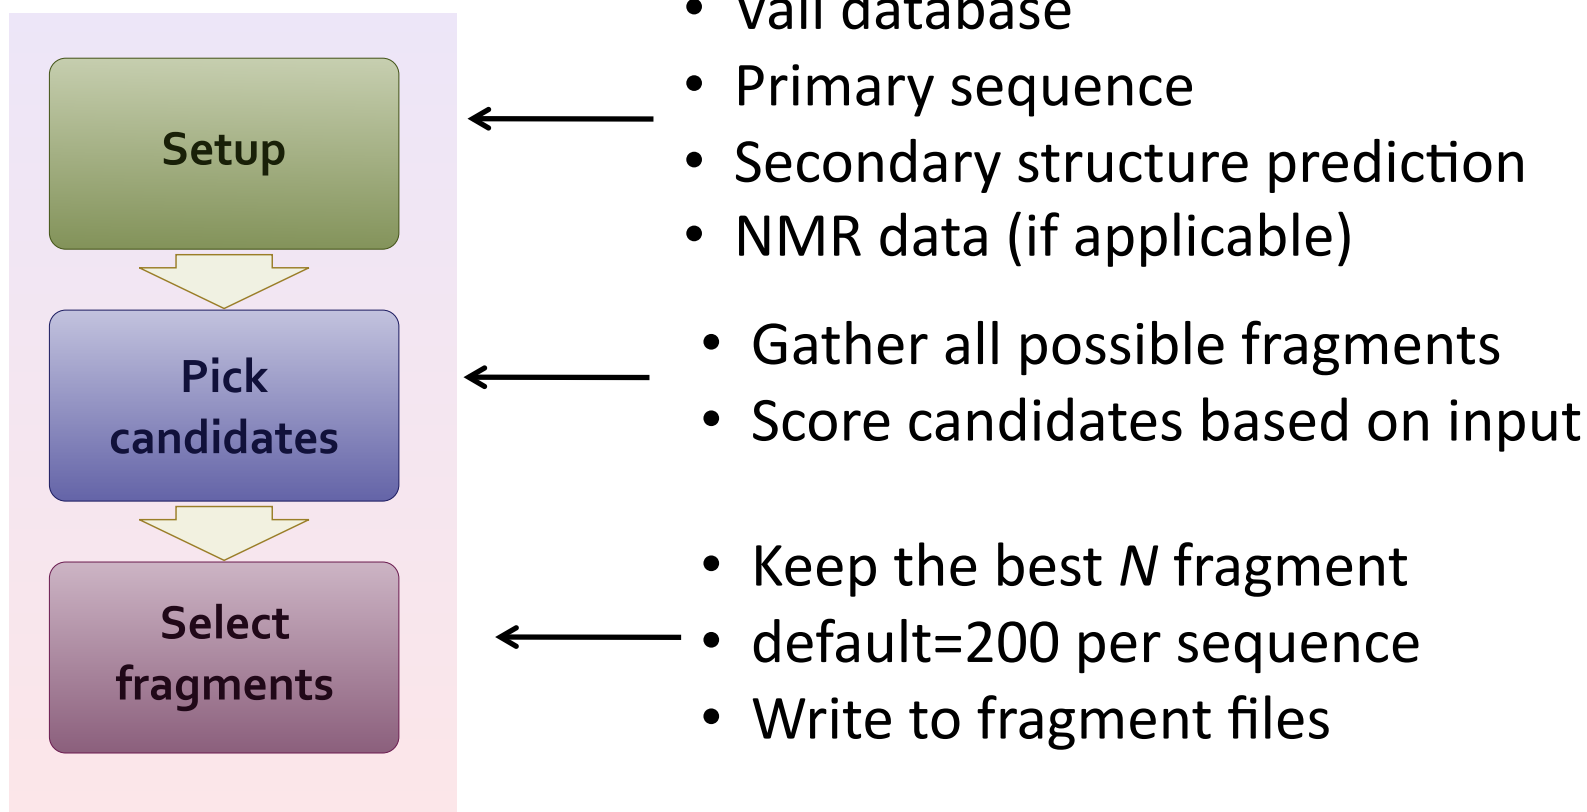 Setup
• Vall database
• Primary sequence
• Secondary structure prediction
• NMR data (if applicable)
Pick
candidates
• Gather all possible fragments
• Score candidates based on input
Select
fragments
• Keep the best N fragment
• default=200 per sequence
• Write to fragment files